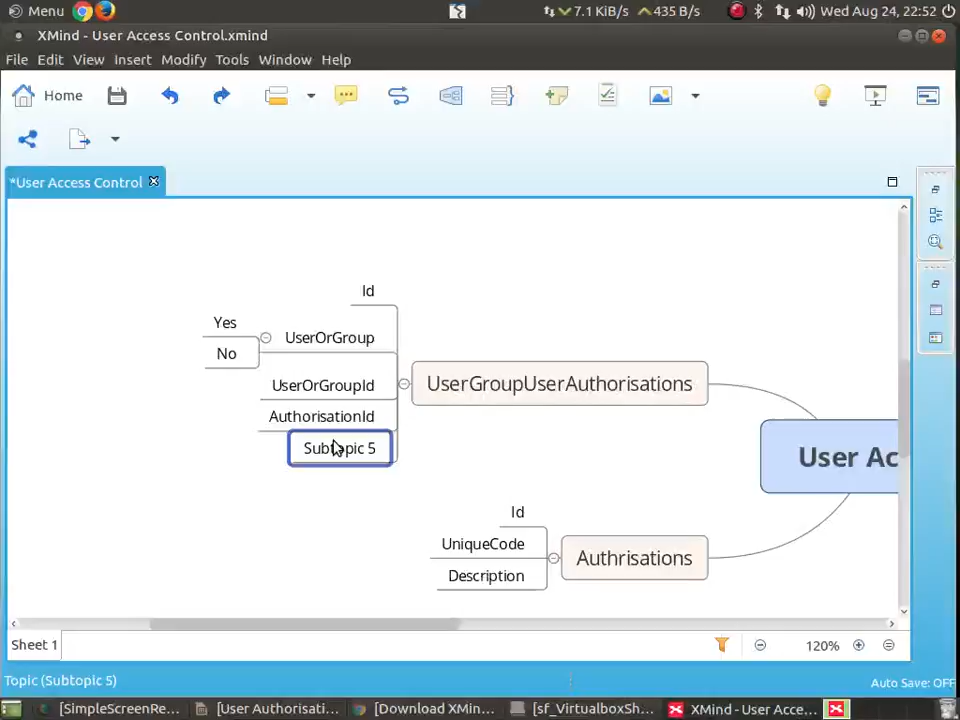 Menu 7.1 KiB/s 435 B/s Wed Aug 24, 22:52
XMind - User Access Control.xmind
File Edit View Insert Modify Tools Window Help
Home
*User Access Control
Id
Yes
UserOrGroup
No
UserOrGroupId
UserGroupUserAuthorisations
AuthorisationId
Subtopic 5
User Ac
Id
UniqueCode
Authrisations
Description
Sheet 1
120%
Topic (Subtopic 5)
Auto Save: OFF
[SimpleScreenRe... [User Authorisati... [Download XMin... [sf_VirtualboxSh... XMind - User Acce...